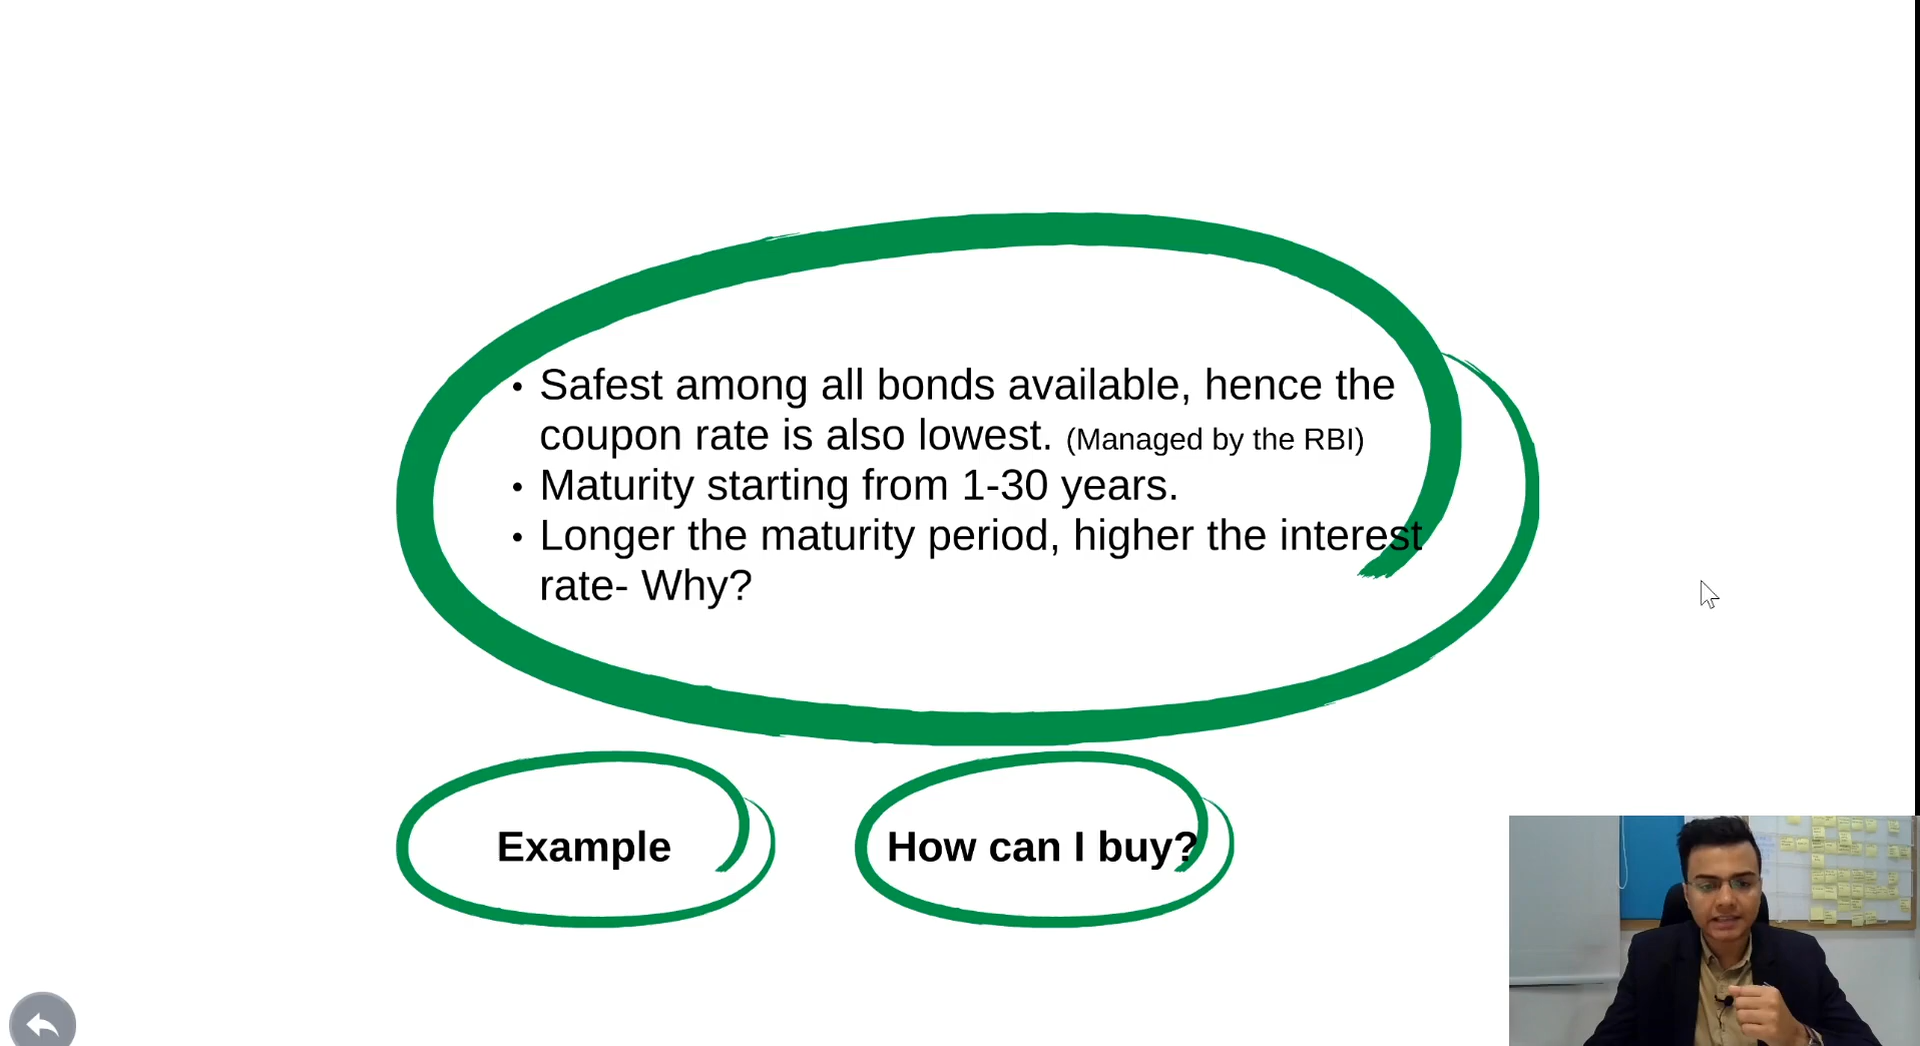 • Safest among all bonds available, hence the
coupon rate is also lowest. (Managed by the RBI)
• Maturity starting from 1-30 years.
• Longer the maturity period, higher the interest
rate- Why?
Example
How can I buy?